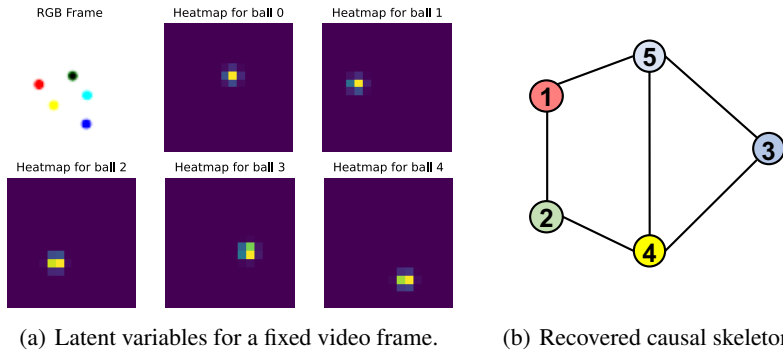 RGB Frame
Heatmap for ball 0
Heatmap for ball 1
Heatmap for ball 2
Heatmap for ball 3
Heatmap for ball 4
5
1
3
2
4
(a) Latent variables for a fixed video frame.
(b) Recovered causal skeleton